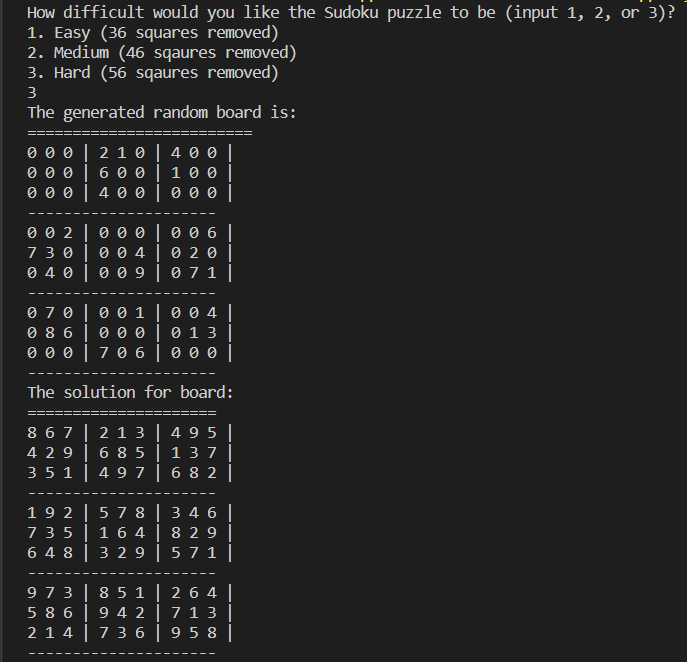 How difficult would you like the Sudoku puzzle to be (input 1, 2, or 3)?
1. Easy (36 squares removed)
2. Medium (46 sqaures removed)
3. Hard (56 sqaures removed)
3
The generated random board is:
=========================
0 0 0 | 2 1 0 | 4 0 0 |
0 0 0 | 6 0 0 | 1 0 0 |
0 0 0 | 4 0 0 | 0 0 0 |
---------------------
0 0 2 | 0 0 0 | 0 0 6 |
7 3 0 | 0 0 4 | 0 2 0 |
0 4 0 | 0 0 9 | 0 7 1 |
---------------------
0 7 0 | 0 0 1 | 0 0 4 |
0 8 6 | 0 0 0 | 0 1 3 |
0 0 0 | 7 0 6 | 0 0 0 |
---------------------
The solution for board:
=====================
8 6 7 | 2 1 3 | 4 9 5 |
4 2 9 | 6 8 5 | 1 3 7 |
3 5 1 | 4 9 7 | 6 8 2 |
---------------------
1 9 2 | 5 7 8 | 3 4 6 |
7 3 5 | 1 6 4 | 8 2 9 |
6 4 8 | 3 2 9 | 5 7 1 |
---------------------
9 7 3 | 8 5 1 | 2 6 4 |
5 8 6 | 9 4 2 | 7 1 3 |
2 1 4 | 7 3 6 | 9 5 8 |
---------------------